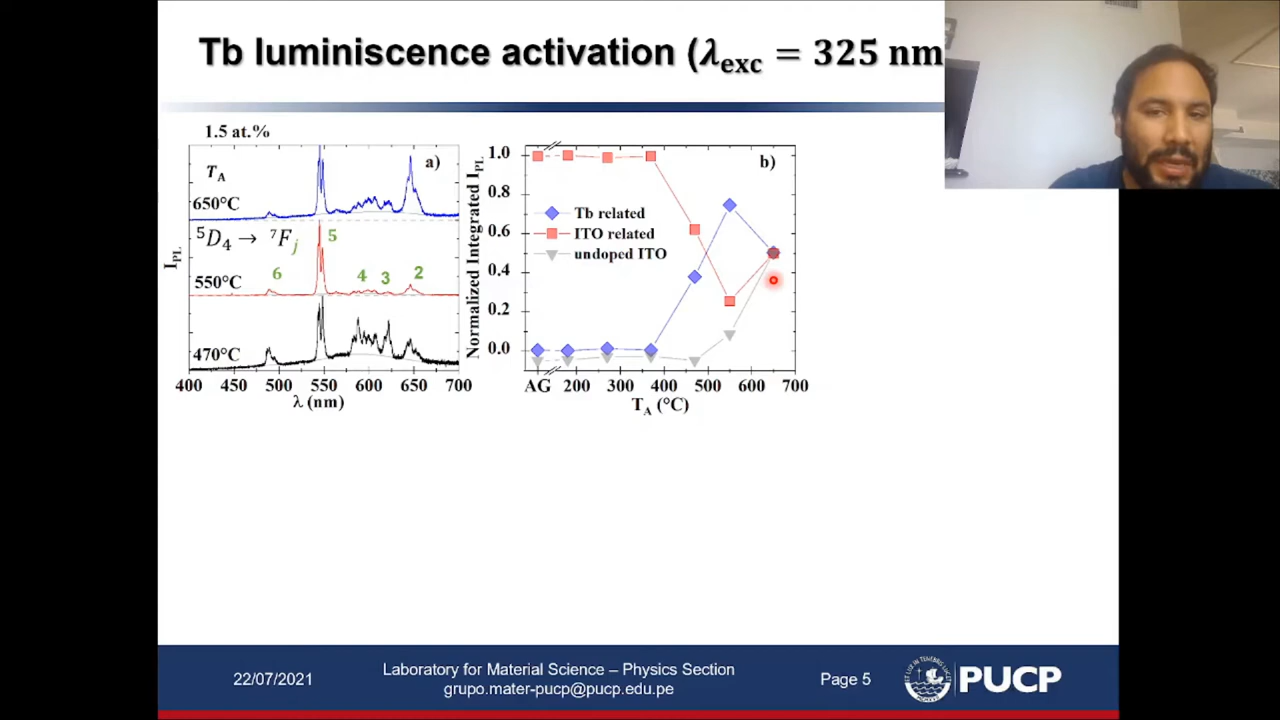 Tb luminiscence activation (λexc = 325 nm
1.5 at.%
a)
TA
650°C
5D4 → 7Fj
5
6
4
3
2
550°C
470°C
IPL
400 450 500 550 600 650 700
λ (nm)
b)
1.0
0.8
0.6
0.4
0.2
0.0
Normalized Integrated IPL
Tb related
ITO related
undoped ITO
AG 200 300 400 500 600 700
TA (°C)
22/07/2021
Laboratory for Material Science – Physics Section
grupo.mater-pucp@pucp.edu.pe
Page 5
PUCP